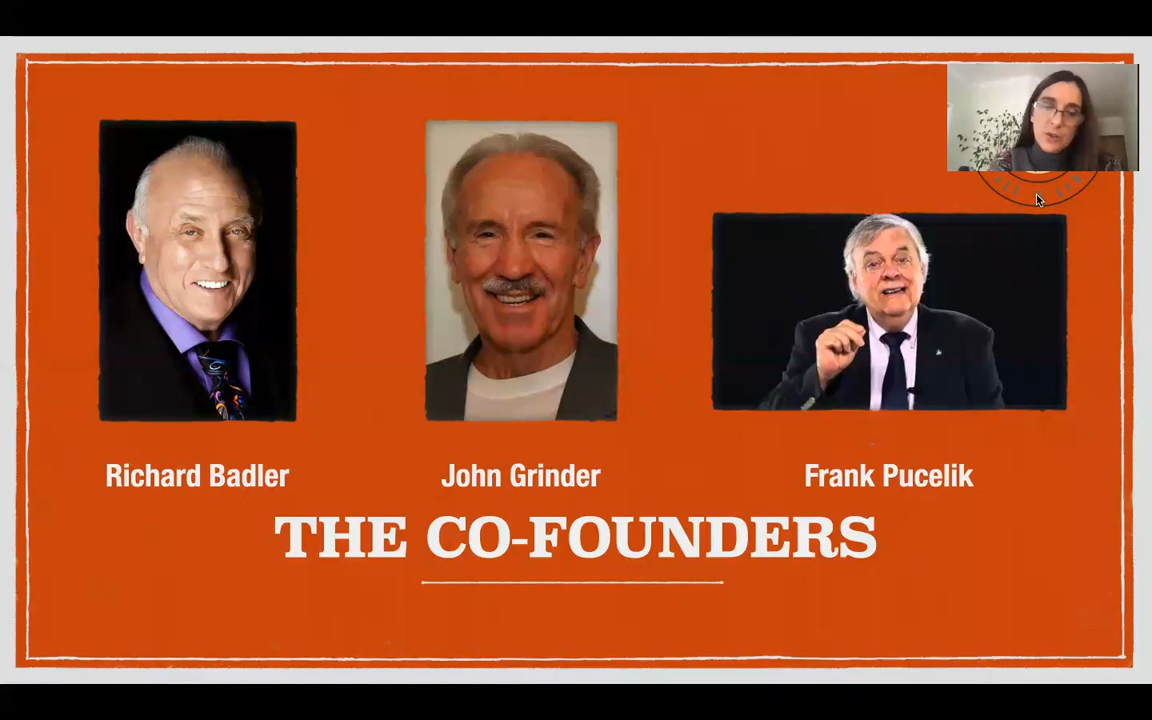 Richard Badler
John Grinder
Frank Pucelik
THE CO-FOUNDERS